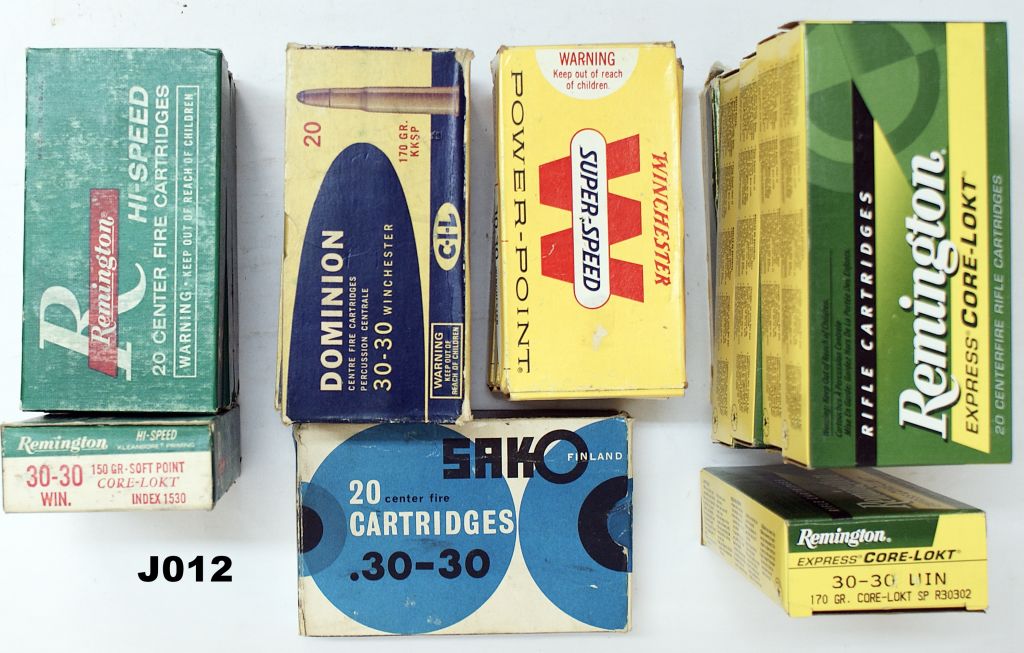 R
Remington®
HI-SPEED
20 CENTER FIRE CARTRIDGES
WARNING - KEEP OUT OF REACH OF CHILDREN
Remington®
HI-SPEED
KLEANBORE® PRIMING
30-30
WIN.
150 GR-SOFT POINT
CORE-LOKT
INDEX 1530
20
170 GR.
KKSP
DOMINION
CENTRE FIRE CARTRIDGES
PERCUSSION CENTRALE
30-30 WINCHESTER
C-I-L
WARNING
KEEP OUT OF
REACH OF CHILDREN
WARNING
Keep out of reach
of children.
POWER-POINT®
W
SUPER-SPEED
WINCHESTER
SAKO
FINLAND
20 center fire
CARTRIDGES
.30-30
RIFLE CARTRIDGES
Remington®
EXPRESS® CORE-LOKT®
20 CENTERFIRE RIFLE CARTRIDGES
Remington®
EXPRESS® CORE-LOKT®
30-30 WIN
170 GR. CORE-LOKT SP R30302
J012